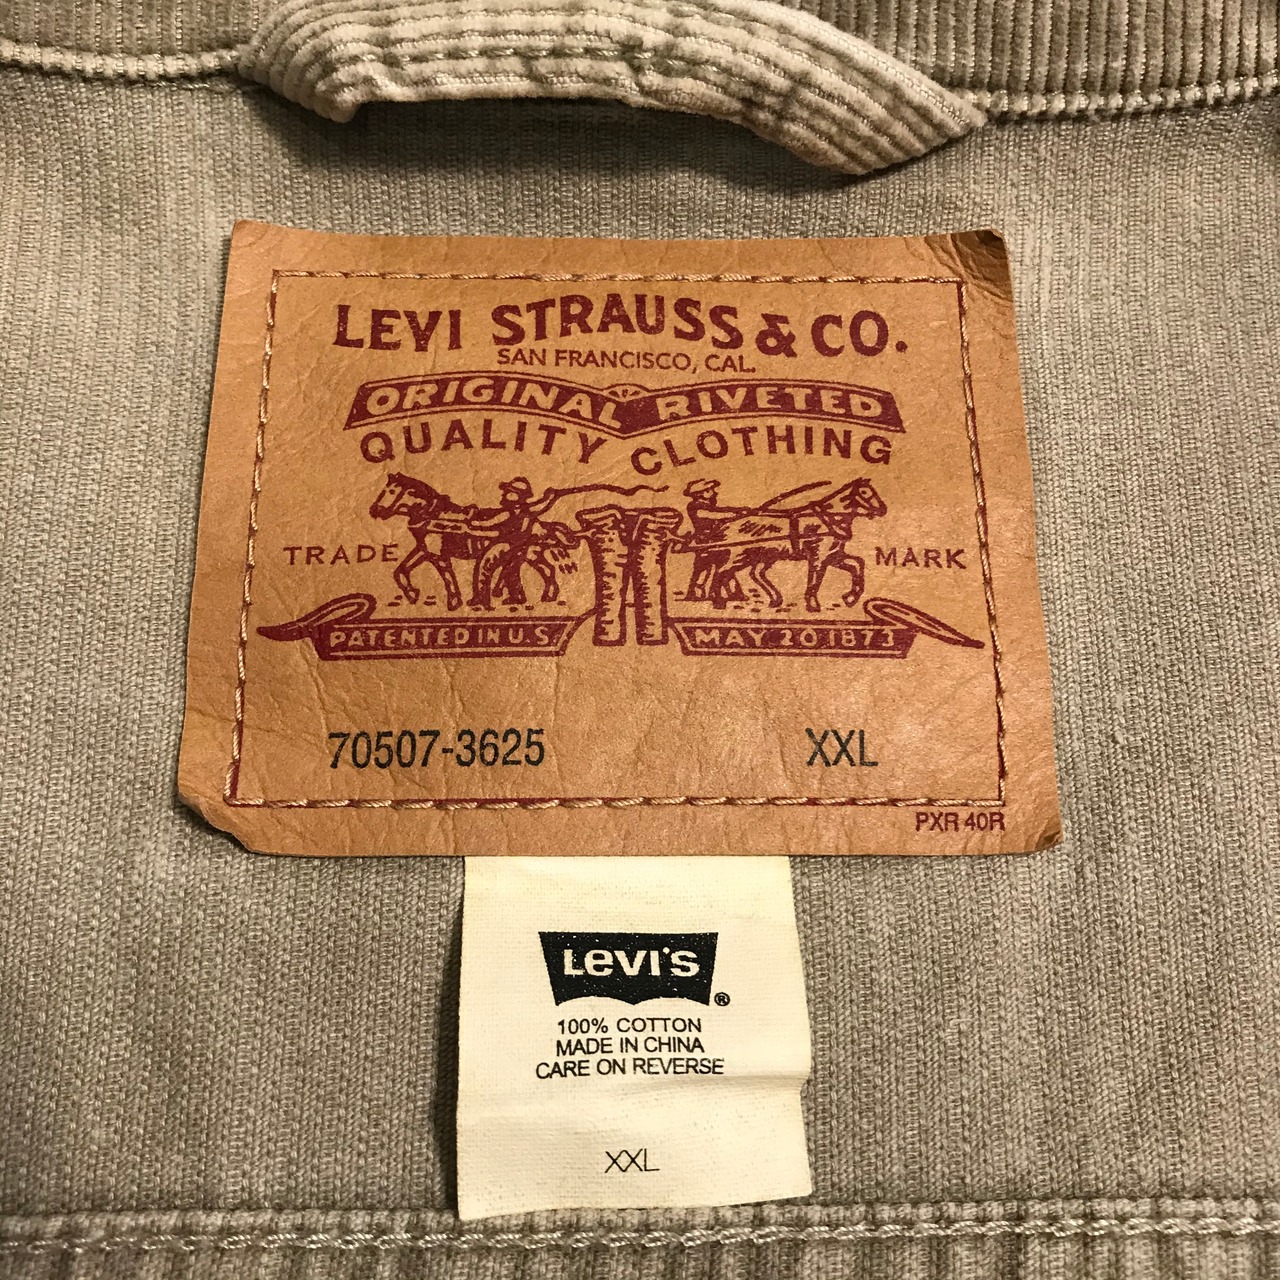 LEVI STRAUSS & CO.
SAN FRANCISCO, CAL.
ORIGINAL RIVETED
QUALITY CLOTHING
TRADE MARK
PATENTED IN U.S. MAY 20 1873
70507-3625 XXL
PXR 40R
Levi's ®
100% COTTON
MADE IN CHINA
CARE ON REVERSE
XXL